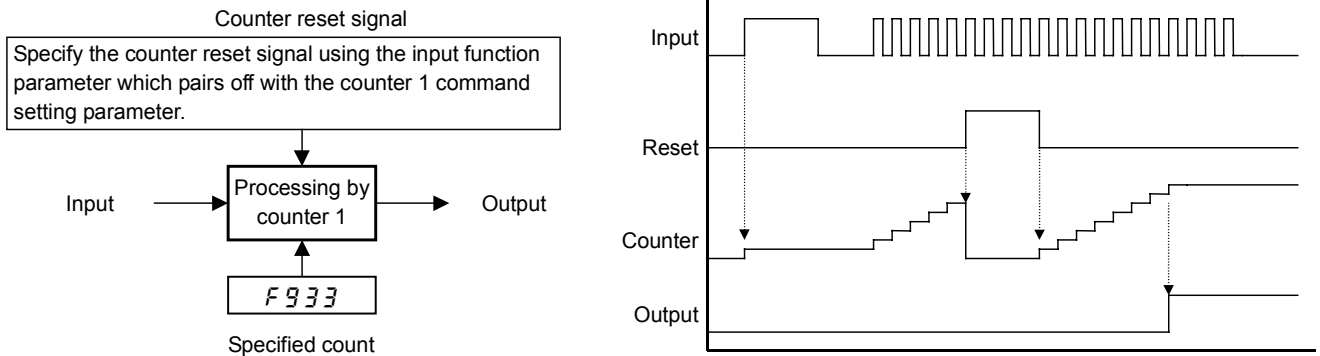 Counter reset signal
Specify the counter reset signal using the input function
parameter which pairs off with the counter 1 command
setting parameter.
Input
Processing by
counter 1
Output
F933
Specified count
Input
Reset
Counter
Output